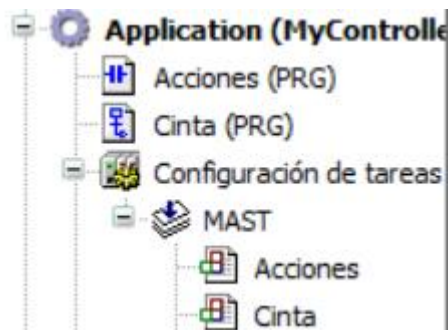 Application (MyControlle
Acciones (PRG)
Cinta (PRG)
Configuración de tareas
MAST
Acciones
Cinta